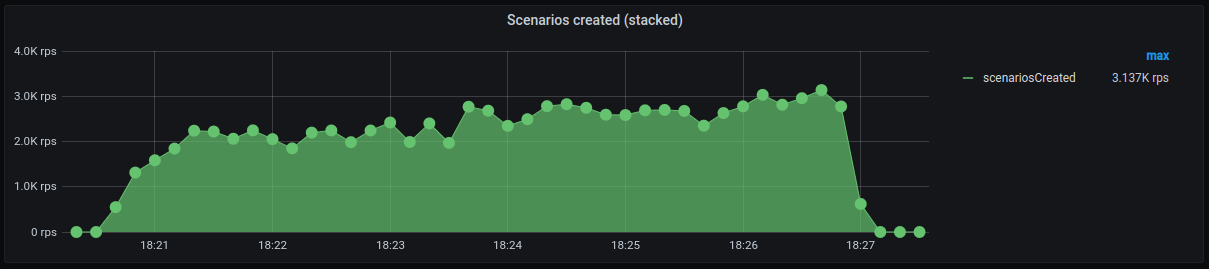 Scenarios created (stacked)
4.0K rps
3.0K rps
2.0K rps
1.0K rps
0 rps
18:21 18:22 18:23 18:24 18:25 18:26 18:27
max
scenariosCreated 3.137K rps